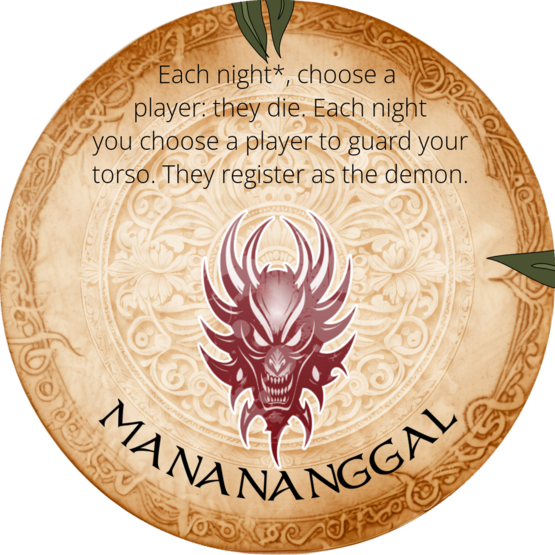 Each night*, choose a
player: they die. Each night
you choose a player to guard your
torso. They register as the demon.
MANANANGGAL